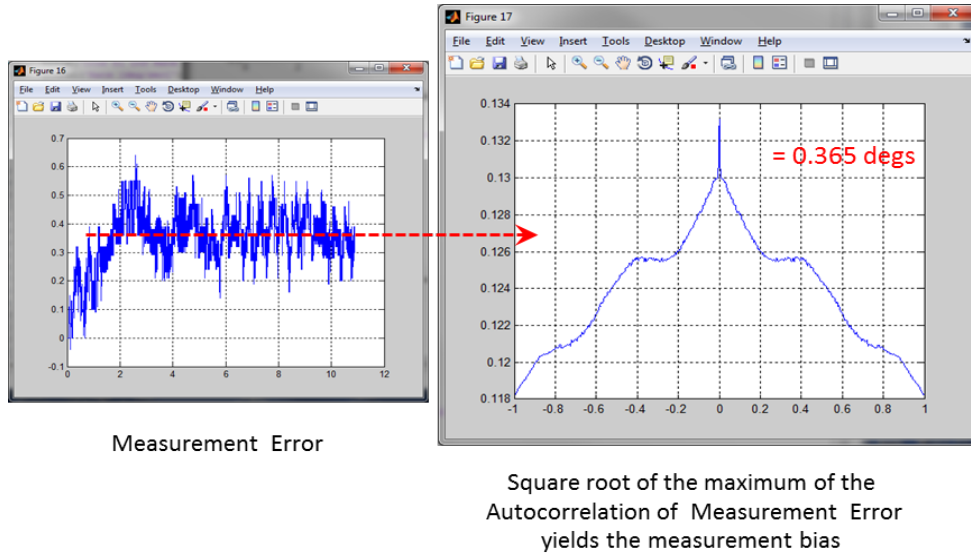 Figure 16
File Edit View Insert Tools Desktop Window Help
0.7
0.6
0.5
0.4
0.3
0.2
0.1
0
-0.1
0 2 4 6 8 10 12
Measurement Error
Figure 17
File Edit View Insert Tools Desktop Window Help
0.134
0.13
0.128
0.126
0.124
0.122
0.12
0.118
-1 -0.8 -0.6 -0.4 -0.2 0 0.2 0.4 0.6 0.8 1
= 0.365 degs
Square root of the maximum of the
Autocorrelation of Measurement Error
yields the measurement bias